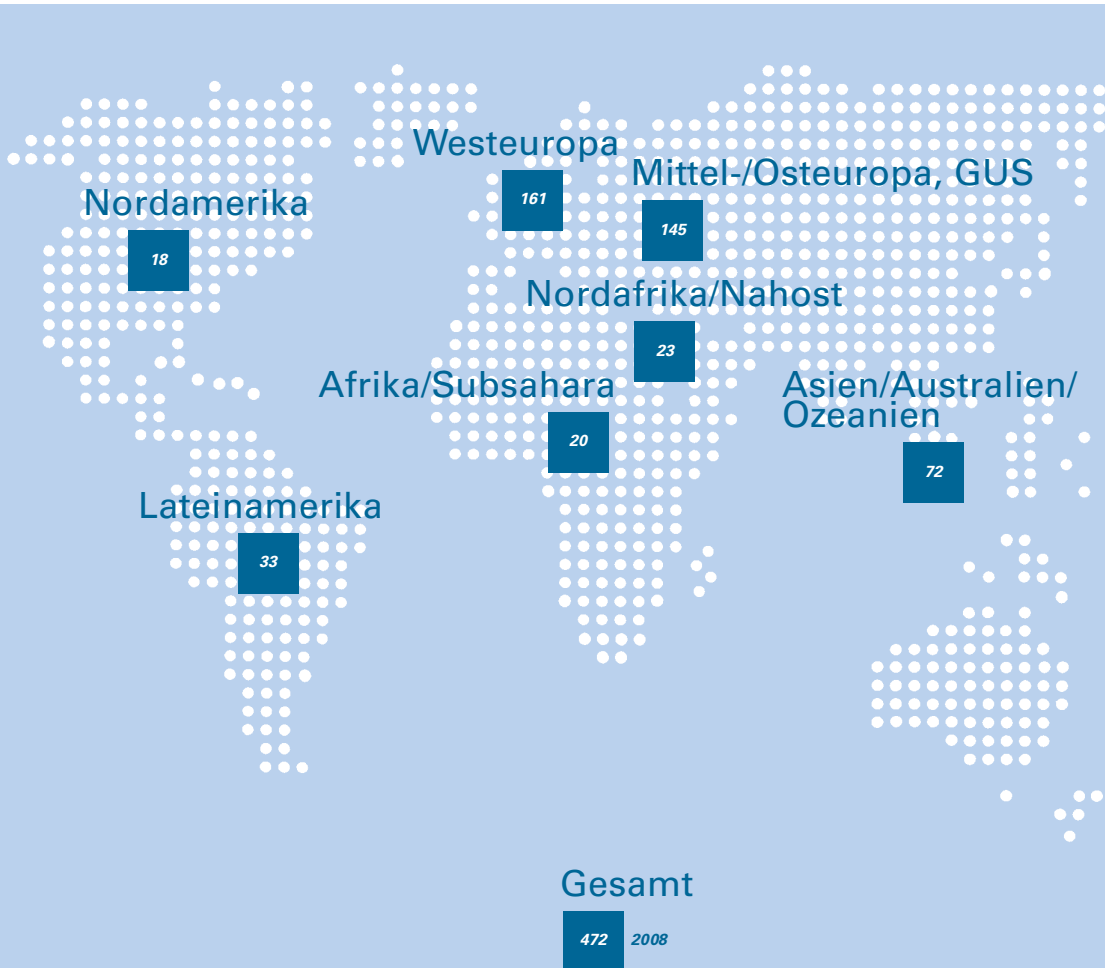 Westeuropa
161
Mittel-/Osteuropa, GUS
145
Nordamerika
18
Nordafrika/Nahost
23
Afrika/Subsahara
20
Asien/Australien/
Ozeanien
72
Lateinamerika
33
Gesamt
472 2008